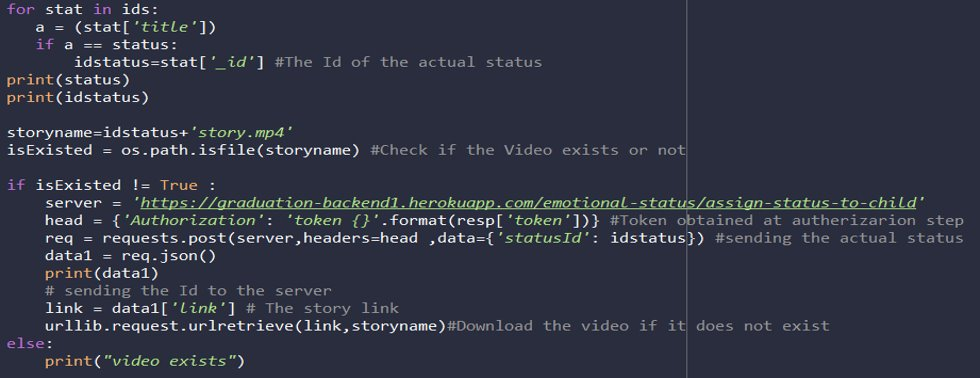 for stat in ids:
   a = (stat['title'])
   if a == status:
       idstatus=stat['_id'] #The Id of the actual status
print(status)
print(idstatus)

storyname=idstatus+'story.mp4'
isExisted = os.path.isfile(storyname) #Check if the Video exists or not

if isExisted != True :
    server = 'https://graduation-backend1.herokuapp.com/emotional-status/assign-status-to-child'
    head = {'Authorization': 'token {}'.format(resp['token'])} #Token obtained at autherizarion step
    req = requests.post(server,headers=head ,data={'statusId': idstatus}) #sending the actual status
    data1 = req.json()
    print(data1)
    # sending the Id to the server
    link = data1['link'] # The story link
    urllib.request.urlretrieve(link,storyname)#Download the video if it does not exist
else:
    print("video exists")